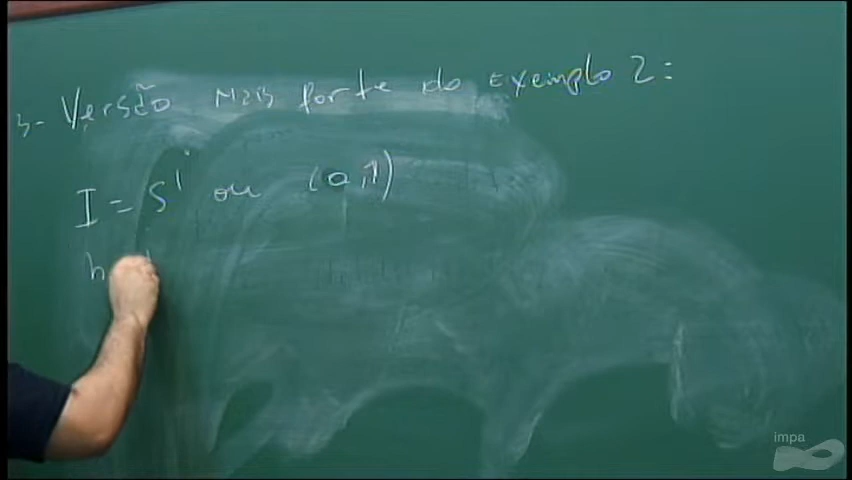 3- Versão mais forte do exemplo 2:
I = S¹ ou (0,1)
h
impa